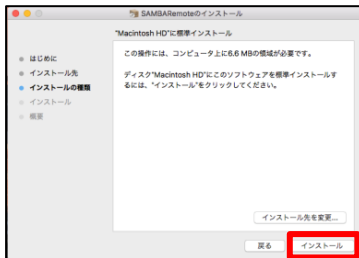 SAMBARemoteのインストール
"Macintosh HD"に標準インストール
はじめに
インストール先
インストールの種類
インストール
概要
この操作には、コンピュータ上に6.6 MBの領域が必要です。
ディスク"Macintosh HD"にこのソフトウェアを標準インストールす
るには、"インストール"をクリックしてください。
インストール先を変更...
戻る
インストール